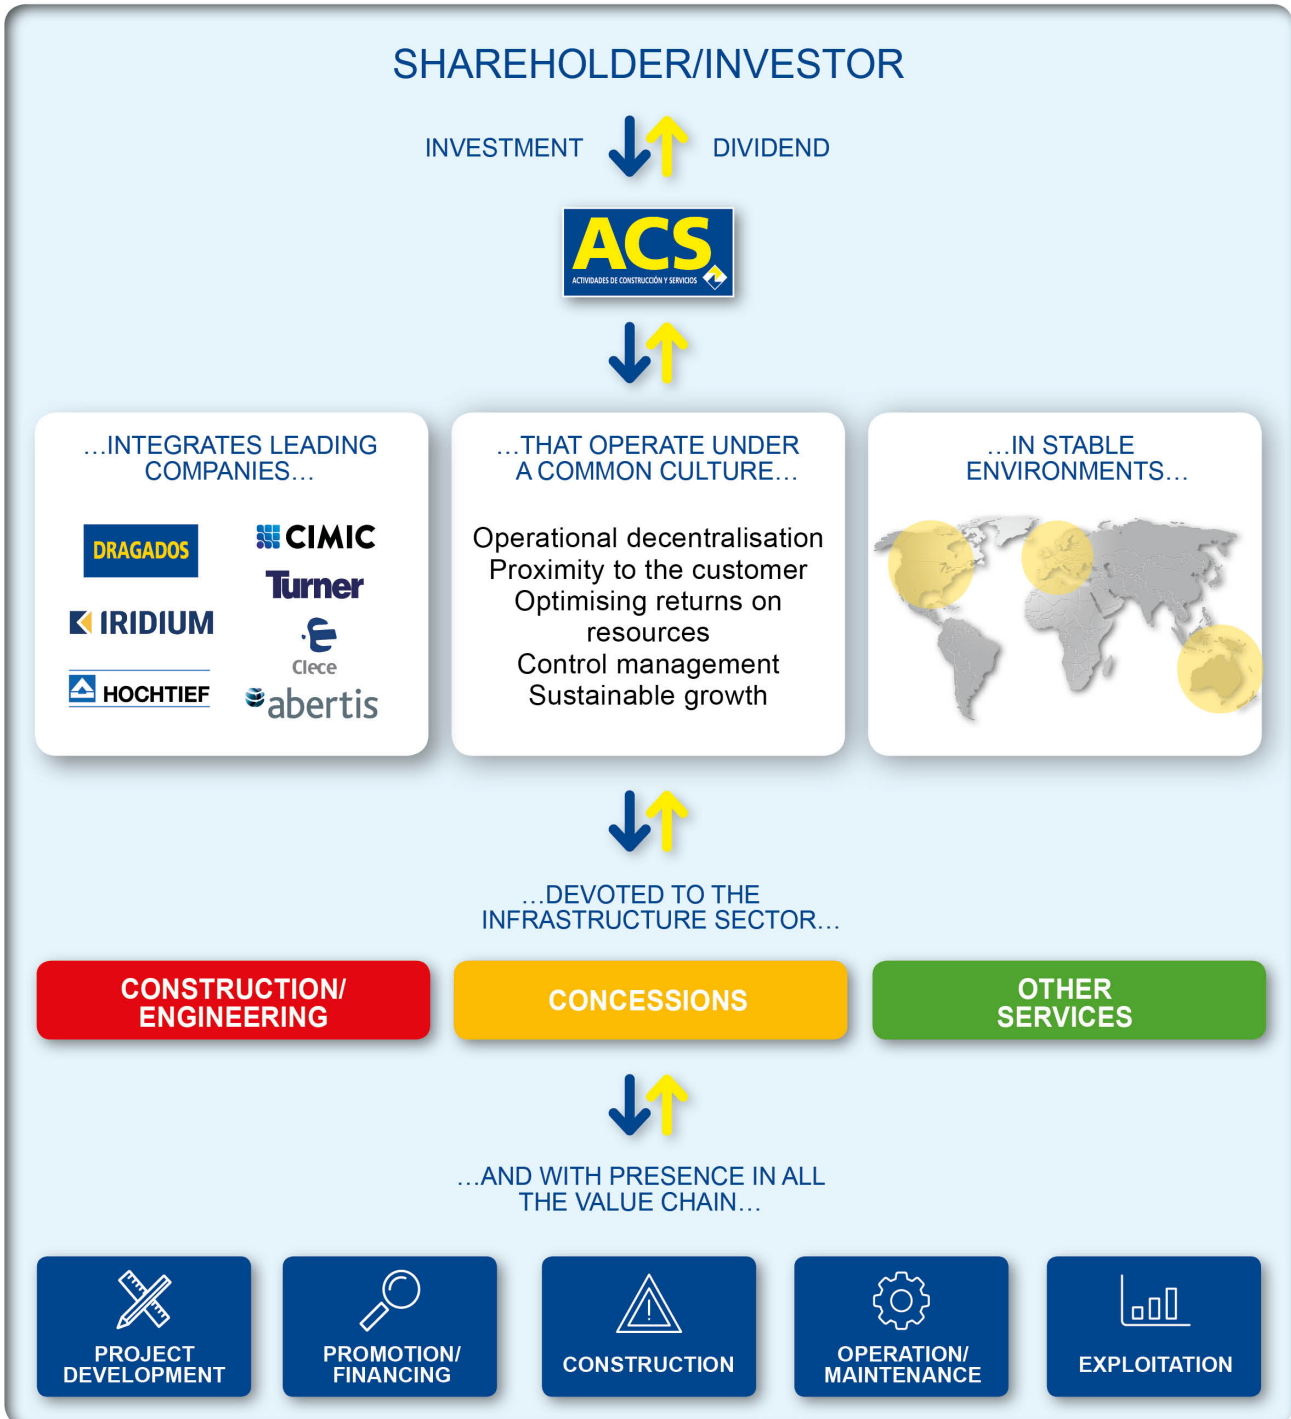 SHAREHOLDER/INVESTOR
INVESTMENT
DIVIDEND
ACS
ACTIVIDADES DE CONSTRUCCIÓN Y SERVICIOS
…INTEGRATES LEADING
COMPANIES…
DRAGADOS
CIMIC
Turner
IRIDIUM
Clece
HOCHTIEF
abertis
…THAT OPERATE UNDER
A COMMON CULTURE…
Operational decentralisation
Proximity to the customer
Optimising returns on
resources
Control management
Sustainable growth
…IN STABLE
ENVIRONMENTS…
…DEVOTED TO THE
INFRASTRUCTURE SECTOR…
CONSTRUCTION/
ENGINEERING
CONCESSIONS
OTHER
SERVICES
…AND WITH PRESENCE IN ALL
THE VALUE CHAIN…
PROJECT
DEVELOPMENT
PROMOTION/
FINANCING
CONSTRUCTION
OPERATION/
MAINTENANCE
EXPLOITATION